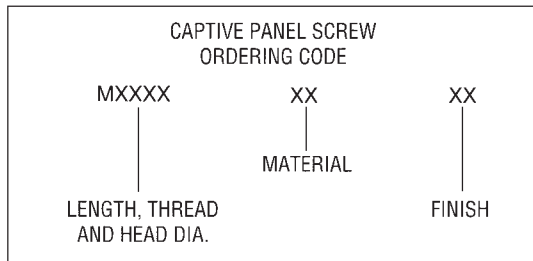 CAPTIVE PANEL SCREW
ORDERING CODE
MXXXX XX XX
MATERIAL
LENGTH, THREAD
AND HEAD DIA.
FINISH